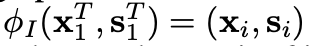 ϕ_I(𝐱_1^T, 𝐬_1^T) = (𝐱_i, 𝐬_i)